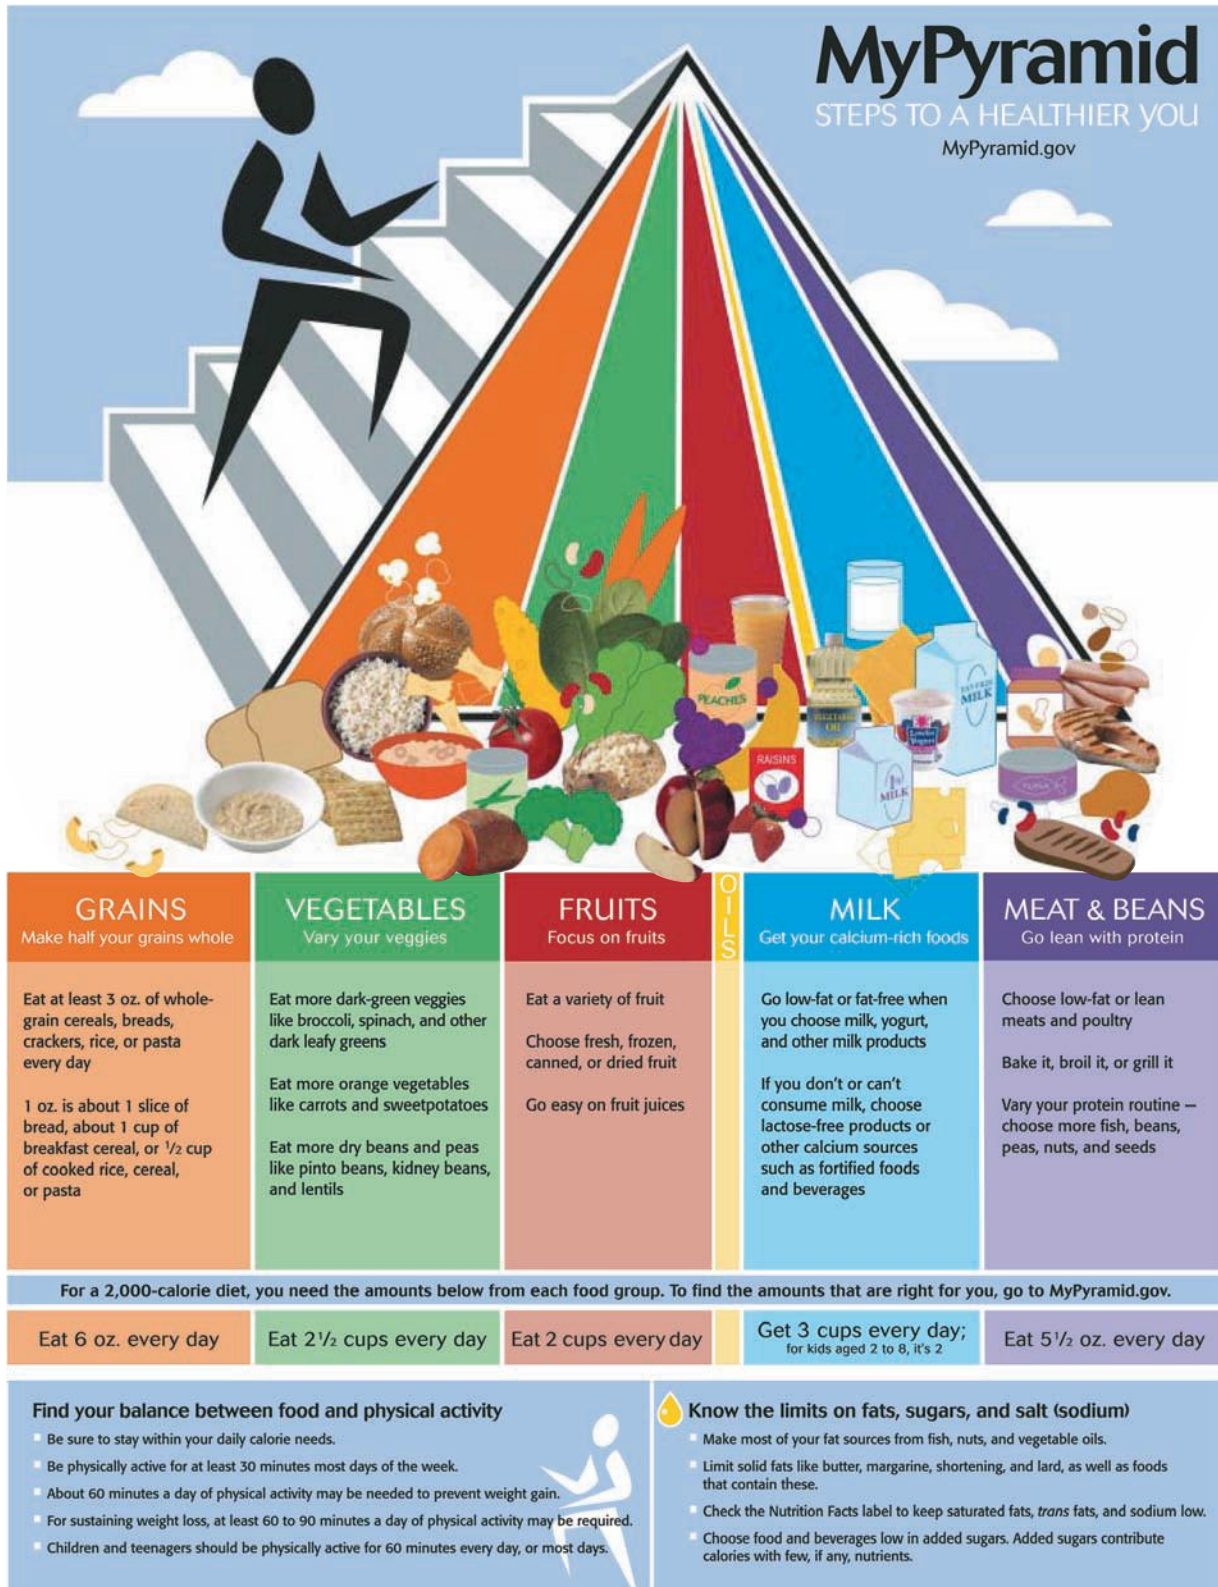 MyPyramid
STEPS TO A HEALTHIER YOU
MyPyramid.gov
PEACHES
VEGETABLE
OIL
RAISINS
FAT-FREE
MILK
Lowfat
Yogurt
1%
MILK
TUNA
GRAINS
Make half your grains whole
VEGETABLES
Vary your veggies
FRUITS
Focus on fruits
OILS
MILK
Get your calcium-rich foods
MEAT & BEANS
Go lean with protein
Eat at least 3 oz. of whole-
grain cereals, breads,
crackers, rice, or pasta
every day
1 oz. is about 1 slice of
bread, about 1 cup of
breakfast cereal, or 1/2 cup
of cooked rice, cereal,
or pasta
Eat more dark-green veggies
like broccoli, spinach, and other
dark leafy greens
Eat more orange vegetables
like carrots and sweetpotatoes
Eat more dry beans and peas
like pinto beans, kidney beans,
and lentils
Eat a variety of fruit
Choose fresh, frozen,
canned, or dried fruit
Go easy on fruit juices
Go low-fat or fat-free when
you choose milk, yogurt,
and other milk products
If you don't or can't
consume milk, choose
lactose-free products or
other calcium sources
such as fortified foods
and beverages
Choose low-fat or lean
meats and poultry
Bake it, broil it, or grill it
Vary your protein routine —
choose more fish, beans,
peas, nuts, and seeds
For a 2,000-calorie diet, you need the amounts below from each food group. To find the amounts that are right for you, go to MyPyramid.gov.
Eat 6 oz. every day
Eat 2 1/2 cups every day
Eat 2 cups every day
Get 3 cups every day;
for kids aged 2 to 8, it's 2
Eat 5 1/2 oz. every day
Find your balance between food and physical activity
Be sure to stay within your daily calorie needs.
Be physically active for at least 30 minutes most days of the week.
About 60 minutes a day of physical activity may be needed to prevent weight gain.
For sustaining weight loss, at least 60 to 90 minutes a day of physical activity may be required.
Children and teenagers should be physically active for 60 minutes every day, or most days.
Know the limits on fats, sugars, and salt (sodium)
Make most of your fat sources from fish, nuts, and vegetable oils.
Limit solid fats like butter, margarine, shortening, and lard, as well as foods
that contain these.
Check the Nutrition Facts label to keep saturated fats, trans fats, and sodium low.
Choose food and beverages low in added sugars. Added sugars contribute
calories with few, if any, nutrients.